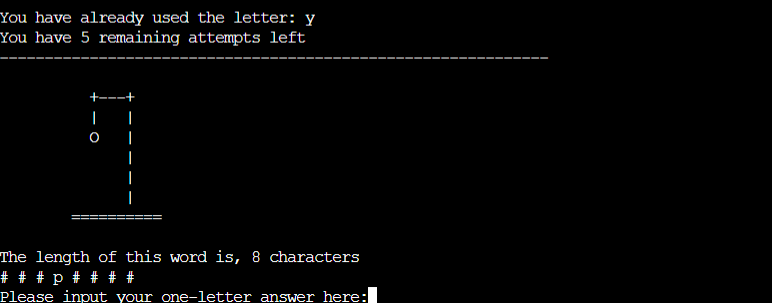 You have already used the letter: y
You have 5 remaining attempts left
-------------------------------------------------------------
+---+
|   |
O   |
|
|
|
==========
The length of this word is, 8 characters
# # # p # # # #
Please input your one-letter answer here: